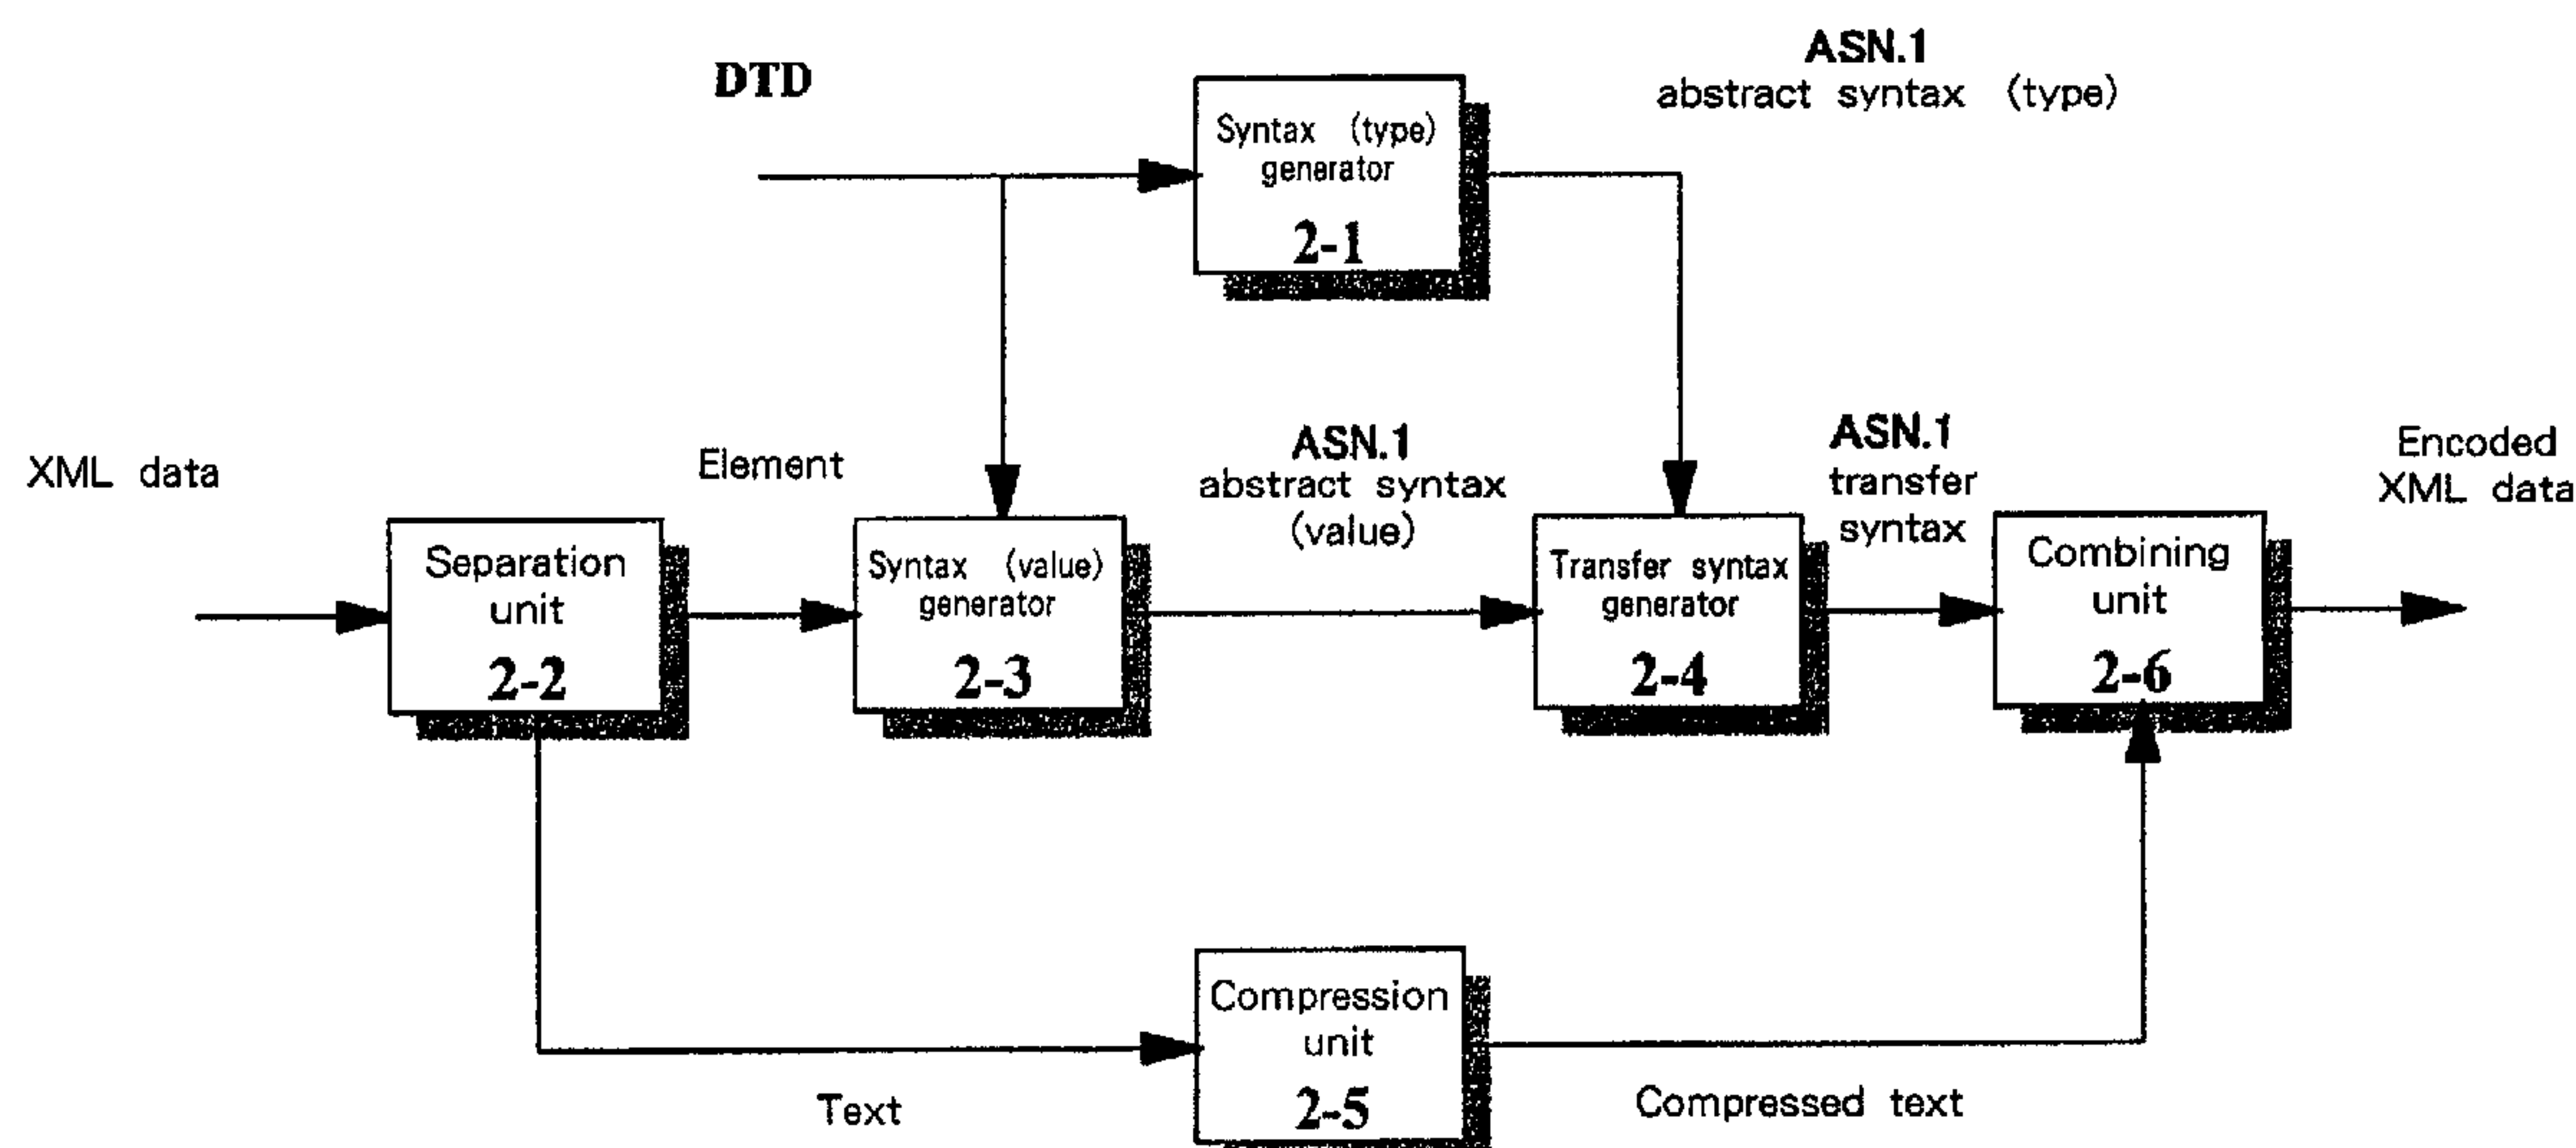 DTD
ASN.1
abstract syntax (type)
Syntax (type)
generator
2-1
XML data
Element
ASN.1
abstract syntax
(value)
ASN.1
transfer
syntax
Encoded
XML data
Separation
unit
2-2
Syntax (value)
generator
2-3
Transfer syntax
generator
2-4
Combining
unit
2-6
Compression
unit
2-5
Text
Compressed text